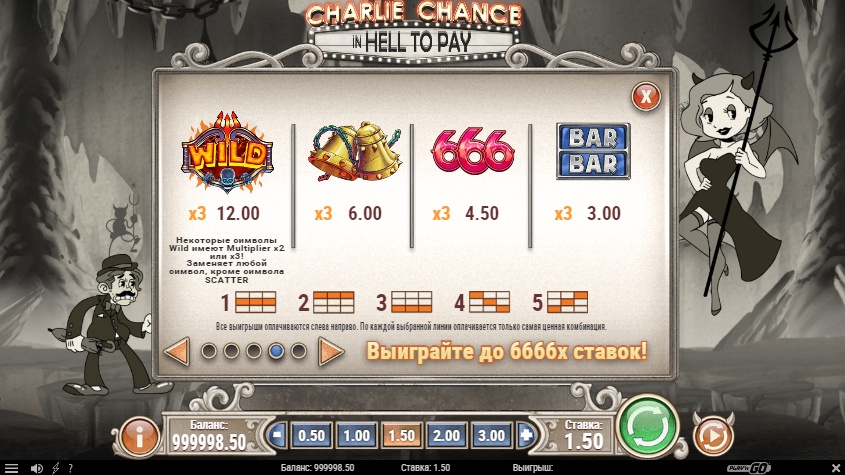 CHARLIE CHANCE
IN HELL TO PAY
X
WILD
666
BAR
BAR
x3 12.00
x3 6.00
x3 4.50
x3 3.00
Некоторые символы
Wild имеют Multiplier x2
или x3!
Заменяет любой
символ, кроме символа
SCATTER
1 2 3 4 5
Все выигрыши оплачиваются слева направо. По каждой выбранной линии оплачивается только самая ценная комбинация.
Выиграйте до 6666x ставок!
Баланс:
999998.50
- 0.50 1.00 1.50 2.00 3.00 +
Ставка:
1.50
? Баланс: 999998.50 Ставка: 1.50 Выигрыш: PLAY'N GO